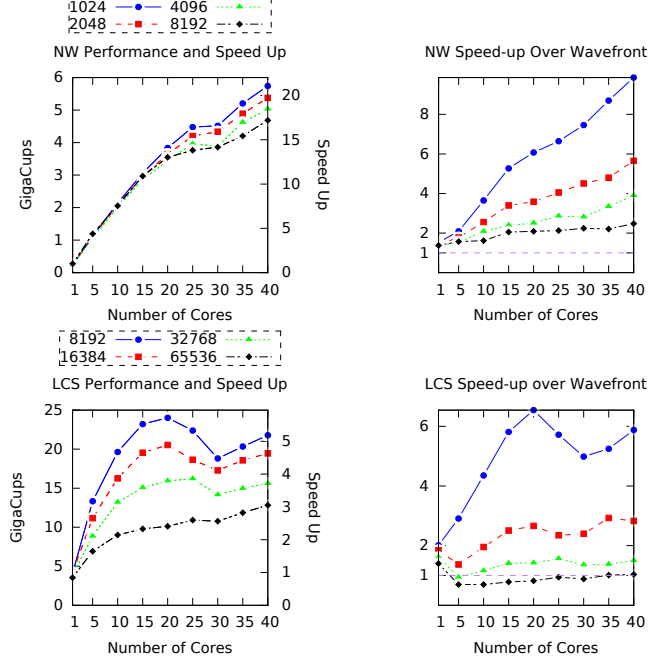 1024 4096
2048 8192
NW Performance and Speed Up
6
5
4
3
2
1
0
GigaCups
20
15
10
5
0
Speed Up
1 5 10 15 20 25 30 35 40
Number of Cores
NW Speed-up Over Wavefront
8
6
4
2
1
1 5 10 15 20 25 30 35 40
Number of Cores
8192 32768
16384 65536
LCS Performance and Speed Up
25
20
15
10
5
0
GigaCups
5
4
3
2
1
0
Speed Up
1 5 10 15 20 25 30 35 40
Number of Cores
LCS Speed-up over Wavefront
6
4
2
1
1 5 10 15 20 25 30 35 40
Number of Cores